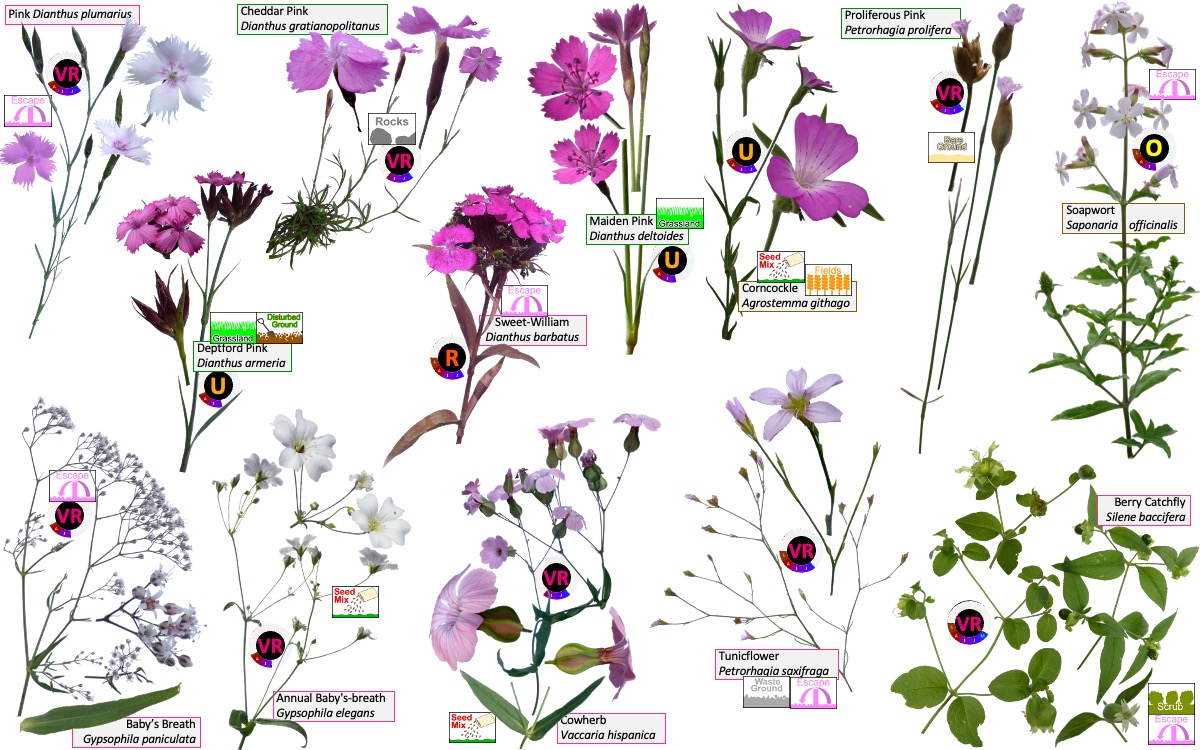 Pink Dianthus plumarius
VR
Escape
Cheddar Pink
Dianthus gratianopolitanus
Rocks
VR
Maiden Pink
Grassland
Dianthus deltoides
U
U
Seed
Mix
Fields
Corncockle
Agrostemma githago
Proliferous Pink
Petrorhagia prolifera
VR
Bare
Ground
Escape
O
Soapwort
Saponaria officinalis
Grassland
Disturbed
Ground
Deptford Pink
Dianthus armeria
U
Escape
Sweet-William
Dianthus barbatus
R
Escape
VR
Baby's Breath
Gypsophila paniculata
Seed
Mix
VR
Annual Baby's-breath
Gypsophila elegans
VR
Seed
Mix
Cowherb
Vaccaria hispanica
VR
Tunicflower
Petrorhagia saxifraga
Waste
Ground
Escape
Berry Catchfly
Silene baccifera
VR
Scrub
Escape